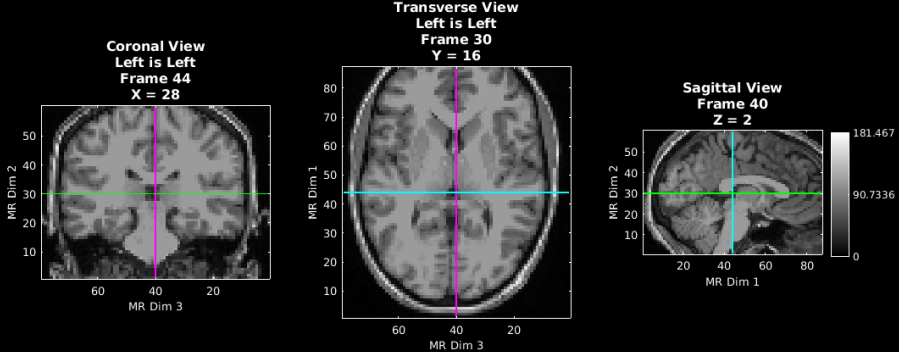 Coronal View
Left is Left
Frame 44
X = 28
50
40
30
20
10
MR Dim 2
60
40
20
MR Dim 3
Transverse View
Left is Left
Frame 30
Y = 16
80
70
60
50
40
30
20
10
MR Dim 1
60
40
20
MR Dim 3
Sagittal View
Frame 40
Z = 2
50
40
30
20
10
MR Dim 2
20
40
60
80
MR Dim 1
181.467
90.7336
0